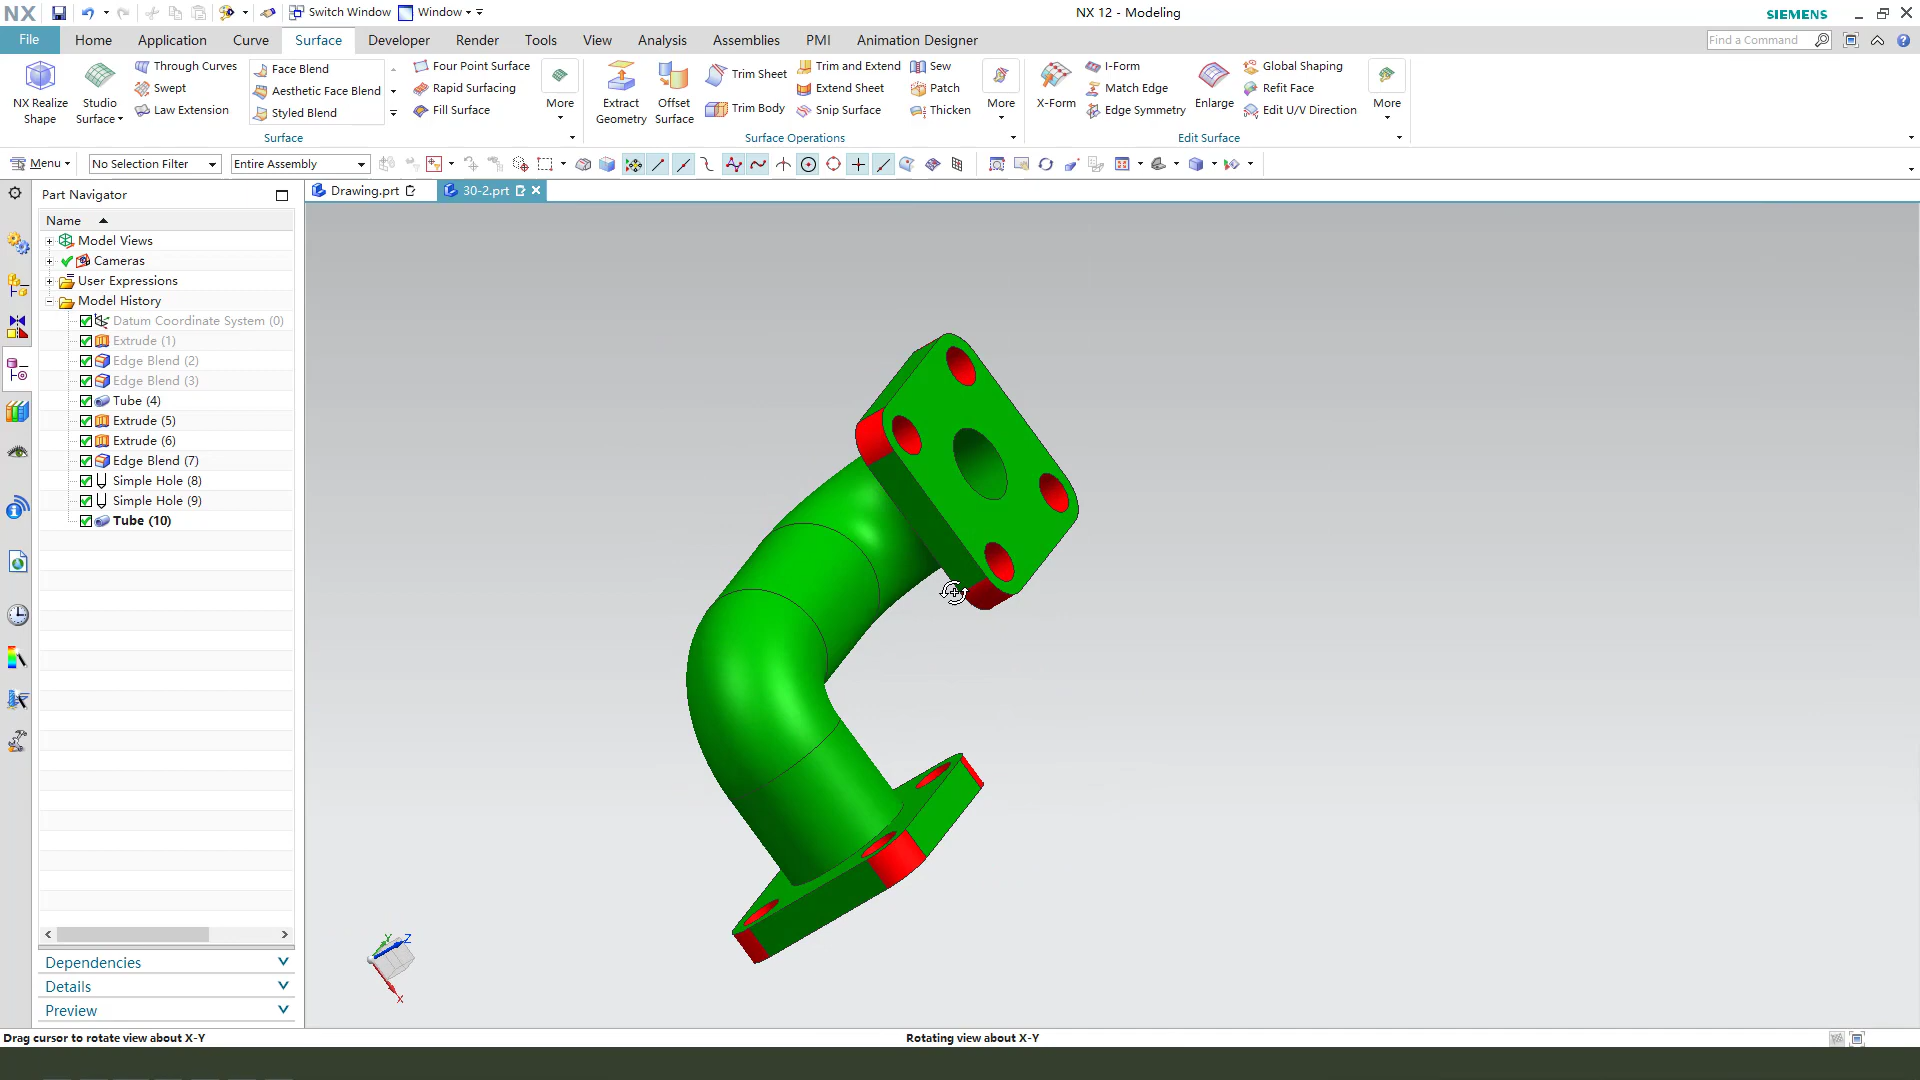 NX Switch Window Window NX 12 - Modeling SIEMENS
File Home Application Curve Surface Developer Render Tools View Analysis Assemblies PMI Animation Designer Find a Command
NX Realize Shape
Studio Surface
Through Curves
Swept
Law Extension
Face Blend
Aesthetic Face Blend
Styled Blend
Four Point Surface
Rapid Surfacing
Fill Surface
More
Extract Geometry
Offset Surface
Trim Sheet
Trim Body
Trim and Extend
Extend Sheet
Snip Surface
Sew
Patch
Thicken
More
X-Form
I-Form
Match Edge
Edge Symmetry
Enlarge
Global Shaping
Refit Face
Edit U/V Direction
More
Surface Surface Operations Edit Surface
Menu No Selection Filter Entire Assembly
Part Navigator Drawing.prt 30-2.prt
Name
Model Views
Cameras
User Expressions
Model History
Datum Coordinate System (0)
Extrude (1)
Edge Blend (2)
Edge Blend (3)
Tube (4)
Extrude (5)
Extrude (6)
Edge Blend (7)
Simple Hole (8)
Simple Hole (9)
Tube (10)
Y Z
X
Dependencies
Details
Preview
Drag cursor to rotate view about X-Y Rotating view about X-Y